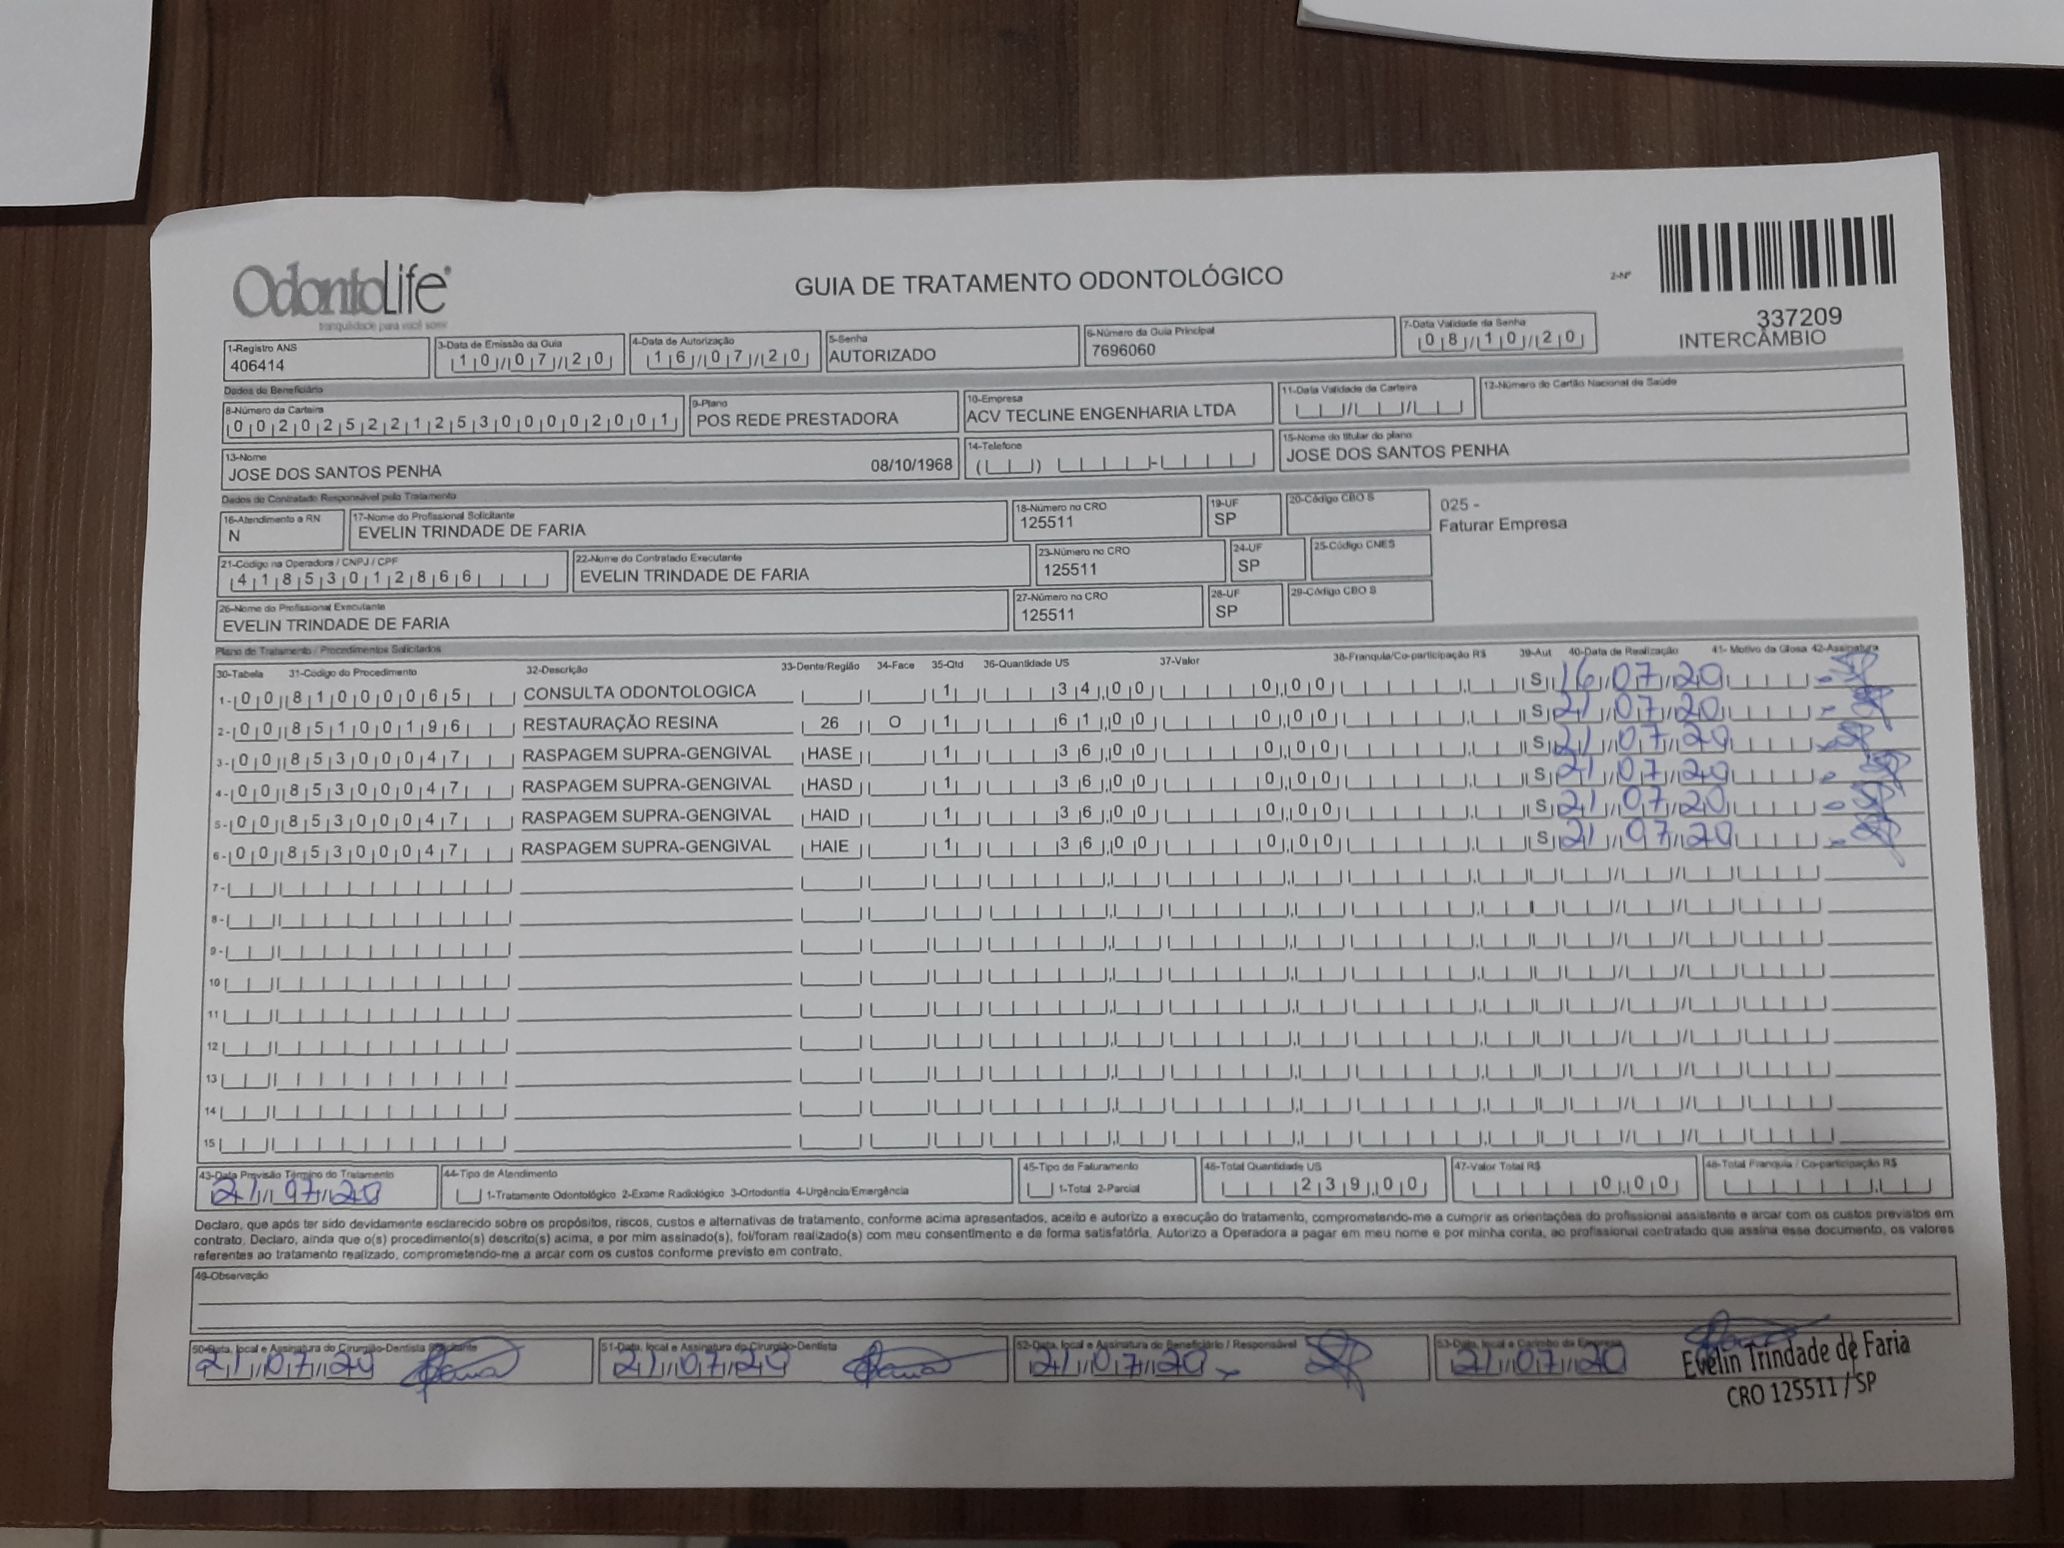 OdontoLife®
tranquilidade para você sorrir
GUIA DE TRATAMENTO ODONTOLÓGICO
2-Nº
337209
INTERCÂMBIO
1-Registro ANS
406414
3-Data de Emissão da Guia
10/07/20
4-Data de Autorização
16/07/20
5-Senha
AUTORIZADO
6-Número da Guia Principal
7696060
7-Data Validade da Senha
08/10/20
Dados do Beneficiário
8-Número da Carteira
00202522125300002001
9-Plano
POS REDE PRESTADORA
10-Empresa
ACV TECLINE ENGENHARIA LTDA
11-Data Validade da Carteira
12-Número do Cartão Nacional de Saúde
13-Nome
JOSE DOS SANTOS PENHA 08/10/1968
14-Telefone
15-Nome do titular do plano
JOSE DOS SANTOS PENHA
Dados do Contratado Responsável pelo Tratamento
16-Atendimento a RN
N
17-Nome do Profissional Solicitante
EVELIN TRINDADE DE FARIA
18-Número no CRO
125511
19-UF
SP
20-Código CBO S
025 -
Faturar Empresa
21-Código na Operadora / CNPJ / CPF
41853012866
22-Nome do Contratado Executante
EVELIN TRINDADE DE FARIA
23-Número no CRO
125511
24-UF
SP
25-Código CNES
26-Nome do Profissional Executante
EVELIN TRINDADE DE FARIA
27-Número no CRO
125511
28-UF
SP
29-Código CBO S
Plano de Tratamento / Procedimentos Solicitados
30-Tabela 31-Código do Procedimento 32-Descrição 33-Dente/Região 34-Face 35-Qtd 36-Quantidade US 37-Valor 38-Franquia/Co-participação R$ 39-Aut 40-Data de Realização 41- Motivo da Glosa 42-Assinatura
1- 00 81000065 CONSULTA ODONTOLOGICA 1 34,00 0,00 S 16/07/20
2- 00 85100196 RESTAURAÇÃO RESINA 26 O 1 61,00 0,00 S 21/07/20
3- 00 85300047 RASPAGEM SUPRA-GENGIVAL HASE 1 36,00 0,00 S 21/07/20
4- 00 85300047 RASPAGEM SUPRA-GENGIVAL HASD 1 36,00 0,00 S 21/07/20
5- 00 85300047 RASPAGEM SUPRA-GENGIVAL HAID 1 36,00 0,00 S 21/07/20
6- 00 85300047 RASPAGEM SUPRA-GENGIVAL HAIE 1 36,00 0,00 S 21/07/20
7-
8-
9-
10
11
12
13
14
15
43-Data Previsão Término do Tratamento
21/07/20
44-Tipo de Atendimento
1-Tratamento Odontológico 2-Exame Radiológico 3-Ortodontia 4-Urgência/Emergência
45-Tipo de Faturamento
1-Total 2-Parcial
46-Total Quantidade US
239,00
47-Valor Total R$
0,00
48-Total Franquia / Co-participação R$
Declaro, que após ter sido devidamente esclarecido sobre os propósitos, riscos, custos e alternativas de tratamento, conforme acima apresentados, aceito e autorizo a execução do tratamento, comprometendo-me a cumprir as orientações do profissional assistente e arcar com os custos previstos em
contrato. Declaro, ainda que o(s) procedimento(s) descrito(s) acima, e por mim assinado(s), foi/foram realizado(s) com meu consentimento e de forma satisfatória. Autorizo a Operadora a pagar em meu nome e por minha conta, ao profissional contratado que assina esse documento, os valores
referentes ao tratamento realizado, comprometendo-me a arcar com os custos conforme previsto em contrato.
49-Observação
50-Data, local e Assinatura do Cirurgião-Dentista Solicitante
21/07/20
51-Data, local e Assinatura do Cirurgião-Dentista
21/07/20
52-Data, local e Assinatura do Beneficiário / Responsável
21/07/20
53-Data, local e Carimbo da Empresa
21/07/20
Evelin Trindade de Faria
CRO 125511 / SP